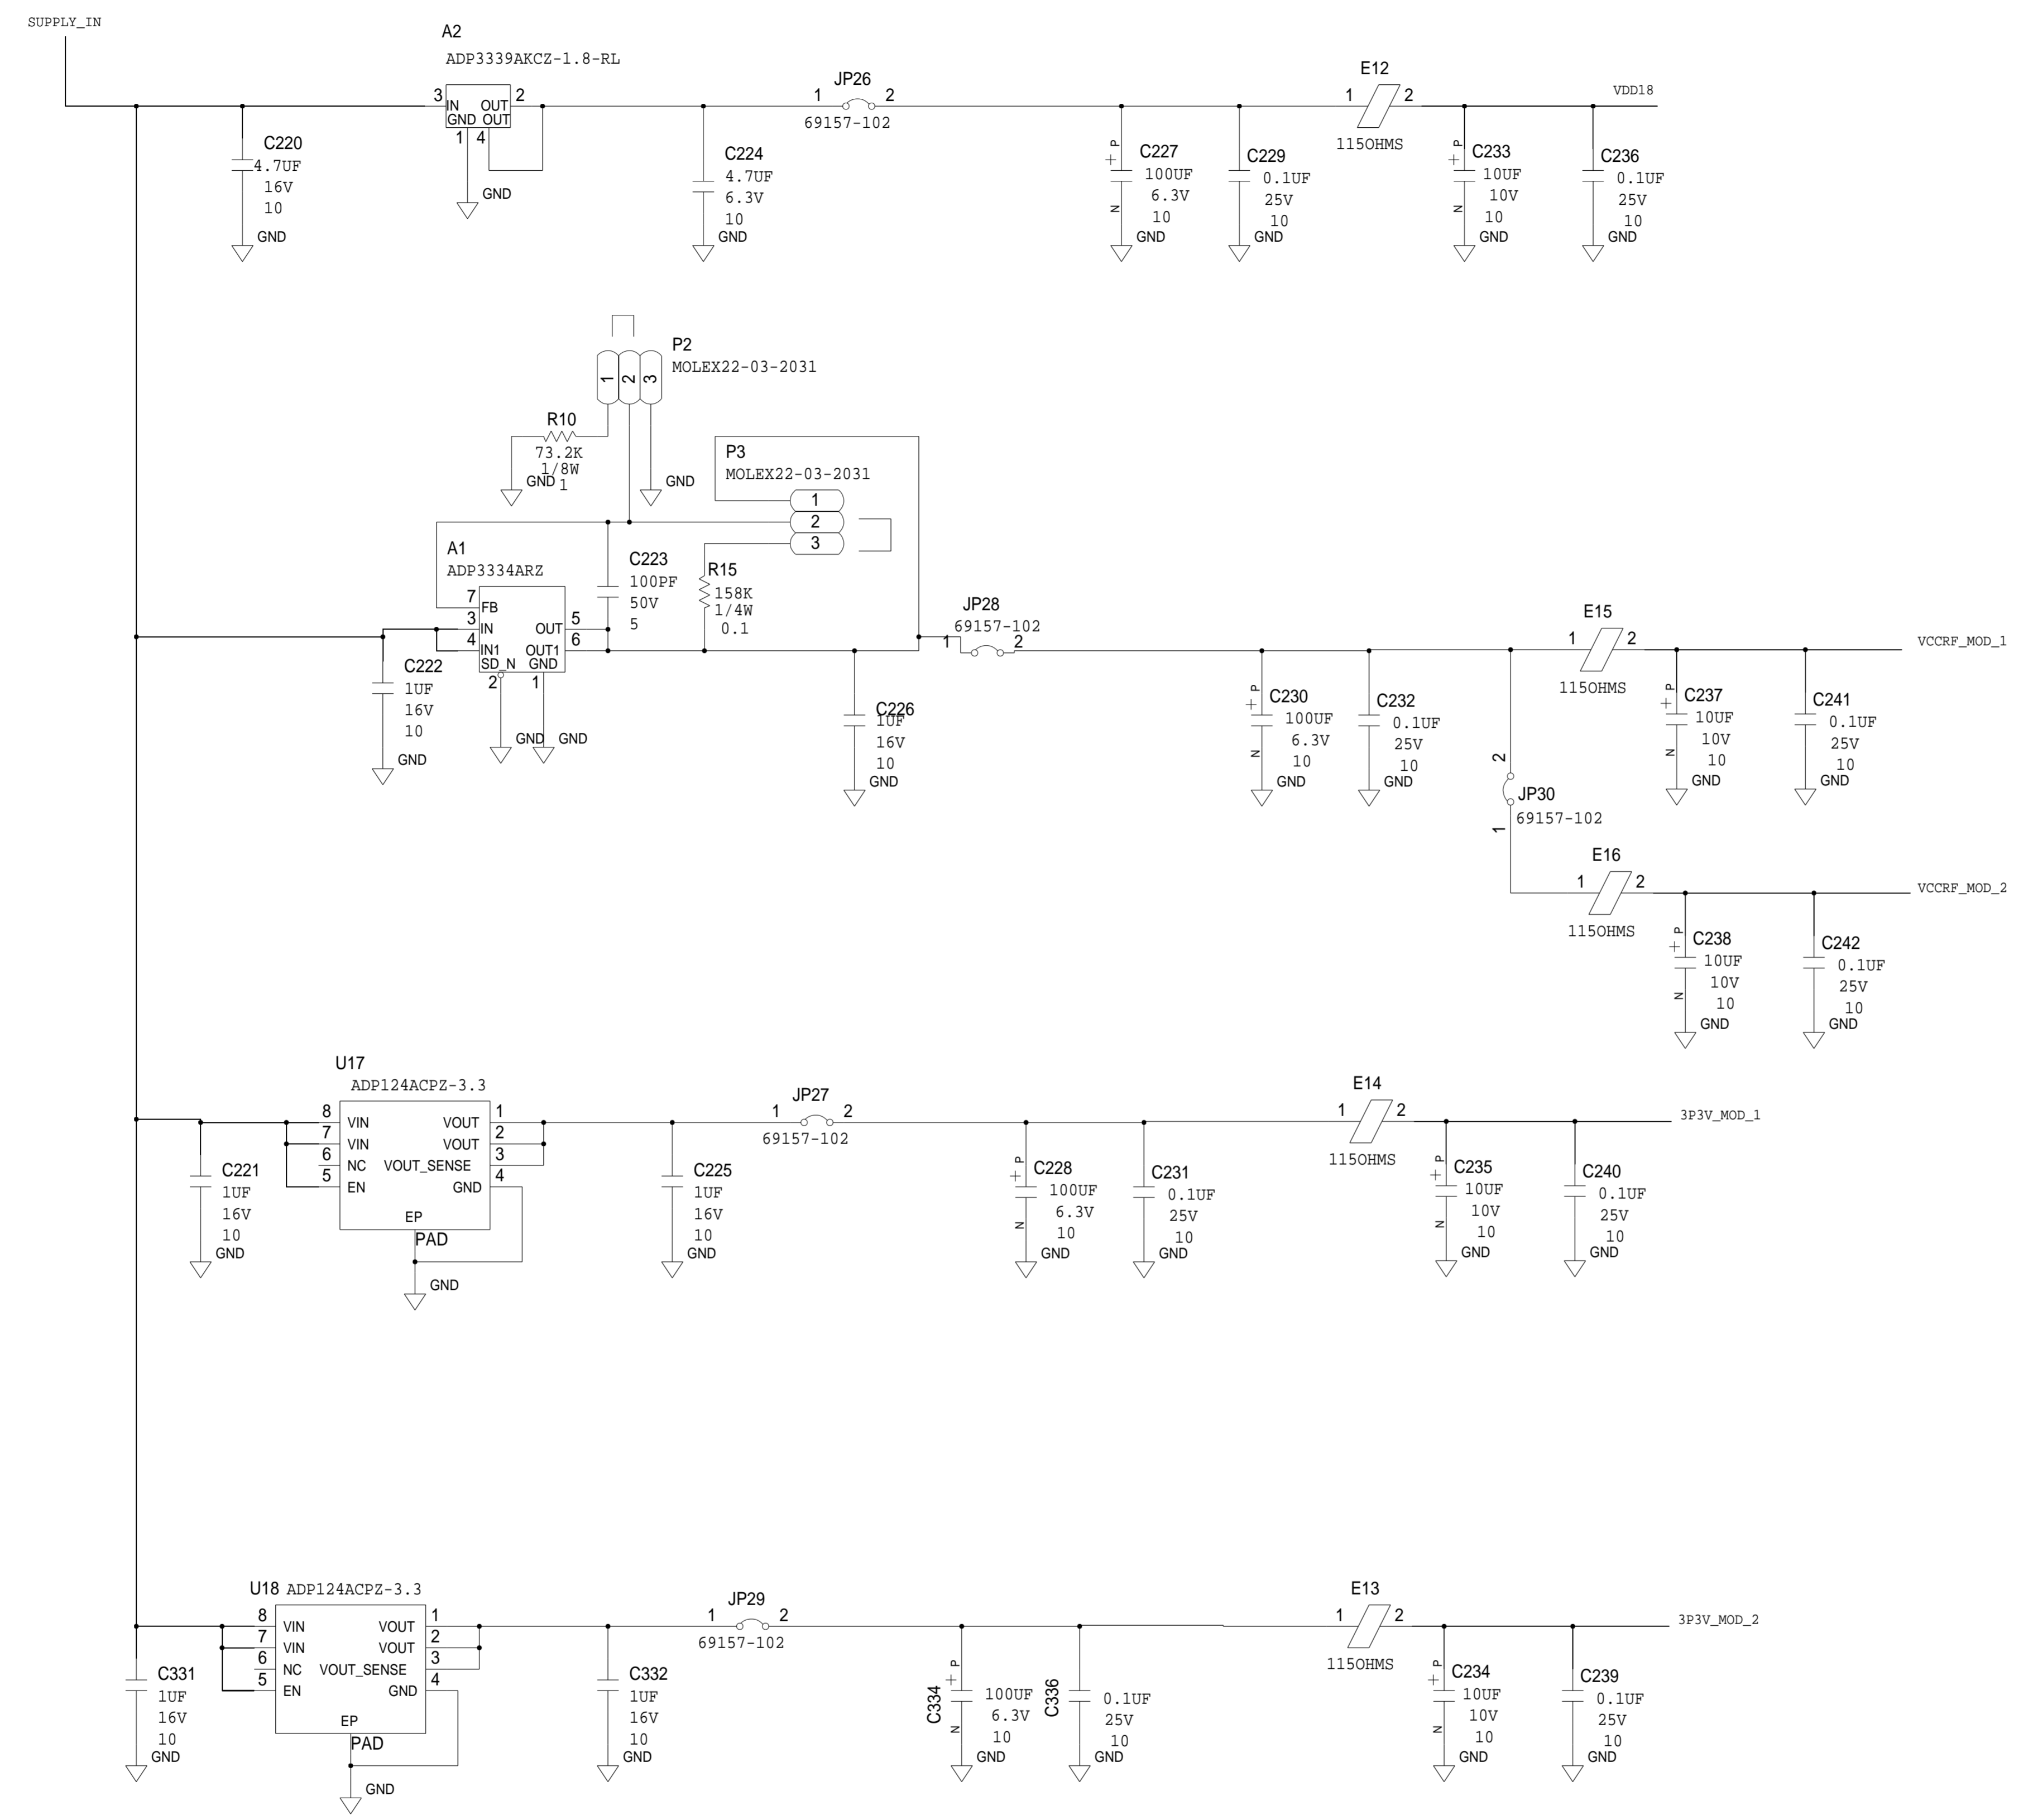 SUPPLY_IN
A2
ADP3339AKCZ-1.8-RL
3 IN OUT 2
GND OUT
1 4
GND
C220
4.7UF
16V
10
GND
C224
4.7UF
6.3V
10
GND
JP26
1 2
69157-102
C227
+ P
100UF
6.3V
N
10
GND
C229
0.1UF
25V
10
GND
E12
1 2
115OHMS
VDD18
C233
+ P
10UF
10V
N
10
GND
C236
0.1UF
25V
10
GND
P2
MOLEX22-03-2031
1 2 3
R10
73.2K
1/8W
1
GND
GND
P3
MOLEX22-03-2031
1
2
3
A1
ADP3334ARZ
7 FB
3 IN OUT 5
4 IN1 OUT1 6
SD_N GND
2 1
GND GND
C223
100PF
50V
5
R15
158K
1/4W
0.1
C222
1UF
16V
10
GND
C226
1UF
16V
10
GND
JP28
69157-102
1 2
C230
+ P
100UF
6.3V
N
10
GND
C232
0.1UF
25V
10
GND
E15
1 2
115OHMS
VCCRF_MOD_1
C237
+ P
10UF
10V
N
10
GND
C241
0.1UF
25V
10
GND
2
JP30
69157-102
1
E16
1 2
115OHMS
VCCRF_MOD_2
C238
+ P
10UF
10V
N
10
GND
C242
0.1UF
25V
10
GND
U17
ADP124ACPZ-3.3
8 VIN VOUT 1
7 VIN VOUT 2
6 NC VOUT_SENSE 3
5 EN GND 4
EP
PAD
GND
C221
1UF
16V
10
GND
C225
1UF
16V
10
GND
JP27
1 2
69157-102
C228
+ P
100UF
6.3V
N
10
GND
C231
0.1UF
25V
10
GND
E14
1 2
115OHMS
3P3V_MOD_1
C235
+ P
10UF
10V
N
10
GND
C240
0.1UF
25V
10
GND
U18 ADP124ACPZ-3.3
8 VIN VOUT 1
7 VIN VOUT 2
6 NC VOUT_SENSE 3
5 EN GND 4
EP
PAD
GND
C331
1UF
16V
10
GND
C332
1UF
16V
10
GND
JP29
1 2
69157-102
C334
+ P
100UF
6.3V
N
10
GND
C336
0.1UF
25V
10
GND
E13
1 2
115OHMS
3P3V_MOD_2
C234
+ P
10UF
10V
N
10
GND
C239
0.1UF
25V
10
GND